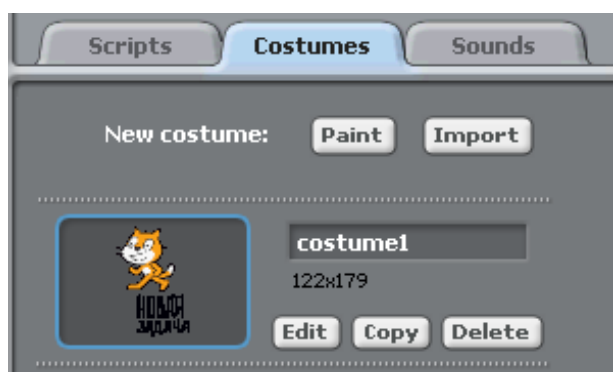 Scripts Costumes Sounds
New costume: Paint Import
costume1
122x179
НОВАЯ
ЗАДАЧА
Edit Copy Delete